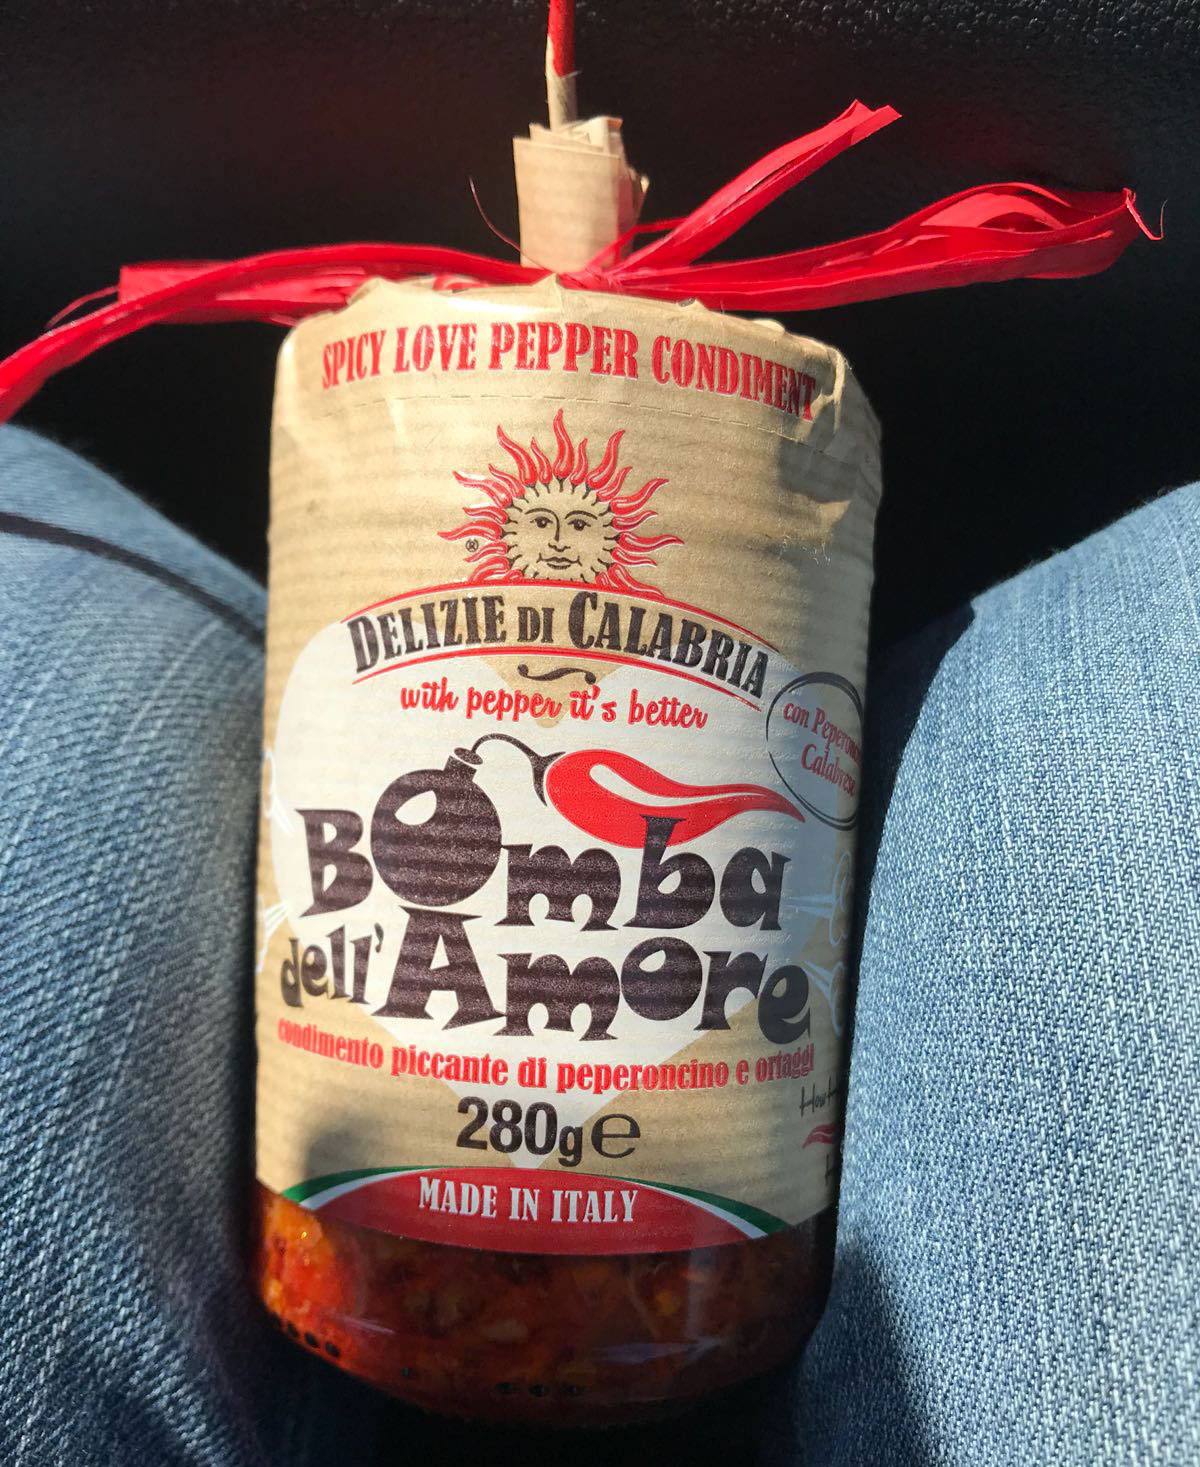 SPICY LOVE PEPPER CONDIMENT
®
DELIZIE DI CALABRIA
with pepper it's better
con
Calabrese
BOmba
dell'Amore
condimento piccante di peperoncino e ortaggi
280g ℮
How
MADE IN ITALY